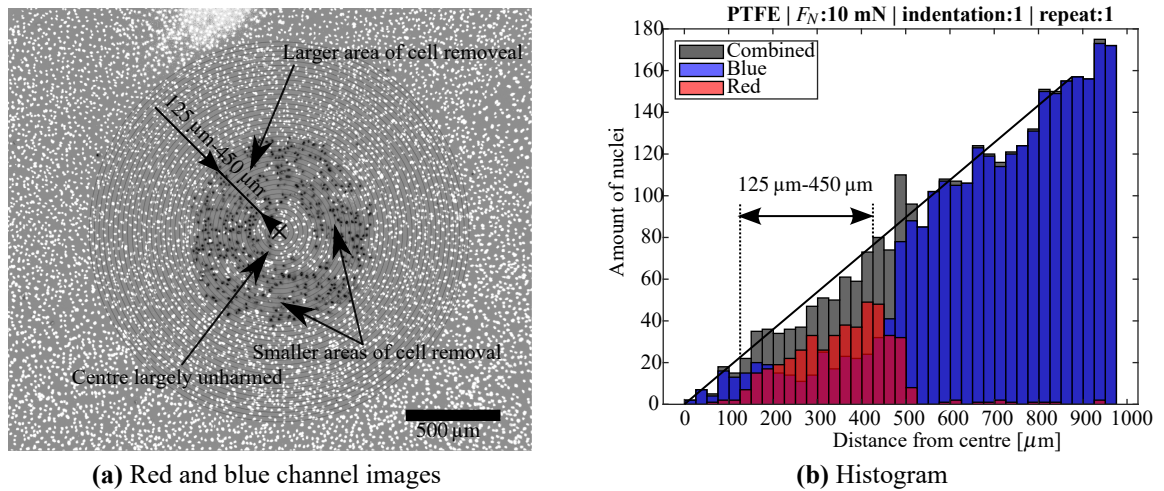 Larger area of cell removeal
125 µm-450 µm
Smaller areas of cell removal
Centre largely unharmed
500 µm
(a) Red and blue channel images
PTFE | F_N:10 mN | indentation:1 | repeat:1
Combined
Blue
Red
125 µm-450 µm
Amount of nuclei
180
160
140
120
100
80
60
40
20
0
0 100 200 300 400 500 600 700 800 900 1000
Distance from centre [µm]
(b) Histogram